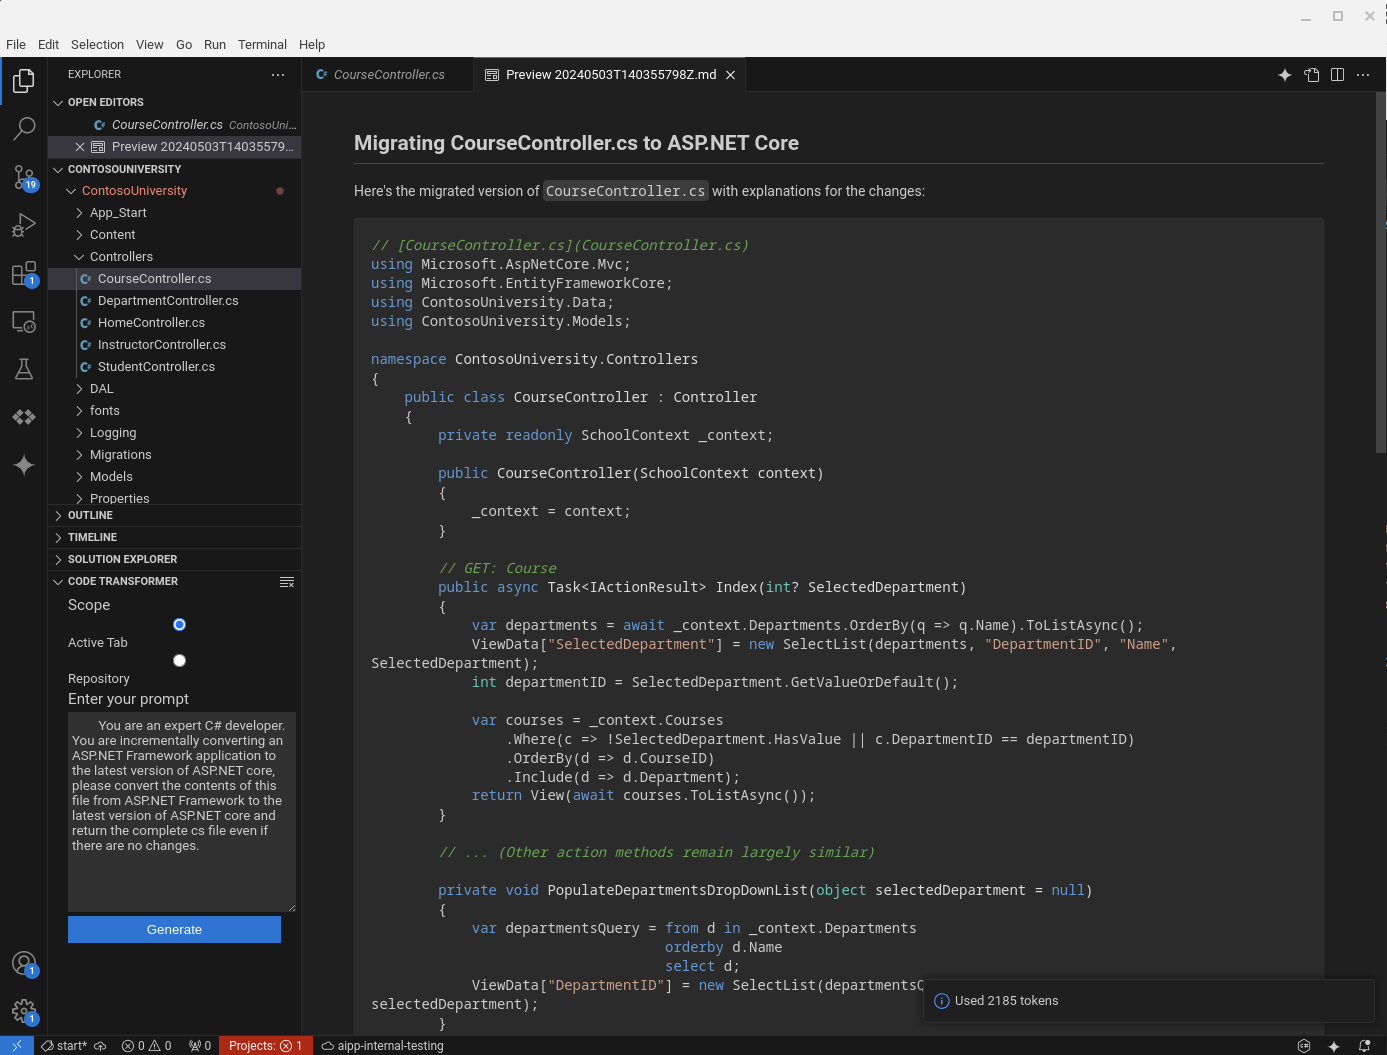 File Edit Selection View Go Run Terminal Help
EXPLORER
OPEN EDITORS
CourseController.cs ContosoUni...
Preview 20240503T14035579...
CONTOSOUNIVERSITY
ContosoUniversity
App_Start
Content
Controllers
CourseController.cs
DepartmentController.cs
HomeController.cs
InstructorController.cs
StudentController.cs
DAL
fonts
Logging
Migrations
Models
Properties
OUTLINE
TIMELINE
SOLUTION EXPLORER
CODE TRANSFORMER
Scope
Active Tab
Repository
Enter your prompt
You are an expert C# developer.
You are incrementally converting an
ASP.NET Framework application to
the latest version of ASP.NET core,
please convert the contents of this
file from ASP.NET Framework to the
latest version of ASP.NET core and
return the complete cs file even if
there are no changes.
Generate
19
1
1
1
CourseController.cs
Preview 20240503T140355798Z.md
Migrating CourseController.cs to ASP.NET Core
Here's the migrated version of CourseController.cs with explanations for the changes:
// [CourseController.cs](CourseController.cs)
using Microsoft.AspNetCore.Mvc;
using Microsoft.EntityFrameworkCore;
using ContosoUniversity.Data;
using ContosoUniversity.Models;
namespace ContosoUniversity.Controllers
{
public class CourseController : Controller
{
private readonly SchoolContext _context;
public CourseController(SchoolContext context)
{
_context = context;
}
// GET: Course
public async Task<IActionResult> Index(int? SelectedDepartment)
{
var departments = await _context.Departments.OrderBy(q => q.Name).ToListAsync();
ViewData["SelectedDepartment"] = new SelectList(departments, "DepartmentID", "Name",
SelectedDepartment);
int departmentID = SelectedDepartment.GetValueOrDefault();
var courses = _context.Courses
.Where(c => !SelectedDepartment.HasValue || c.DepartmentID == departmentID)
.OrderBy(d => d.CourseID)
.Include(d => d.Department);
return View(await courses.ToListAsync());
}
// ... (Other action methods remain largely similar)
private void PopulateDepartmentsDropDownList(object selectedDepartment = null)
{
var departmentsQuery = from d in _context.Departments
orderby d.Name
select d;
ViewData["DepartmentID"] = new SelectList(departmentsQ
selectedDepartment);
}
Used 2185 tokens
start* 0 0 0 Projects: 1 aipp-internal-testing